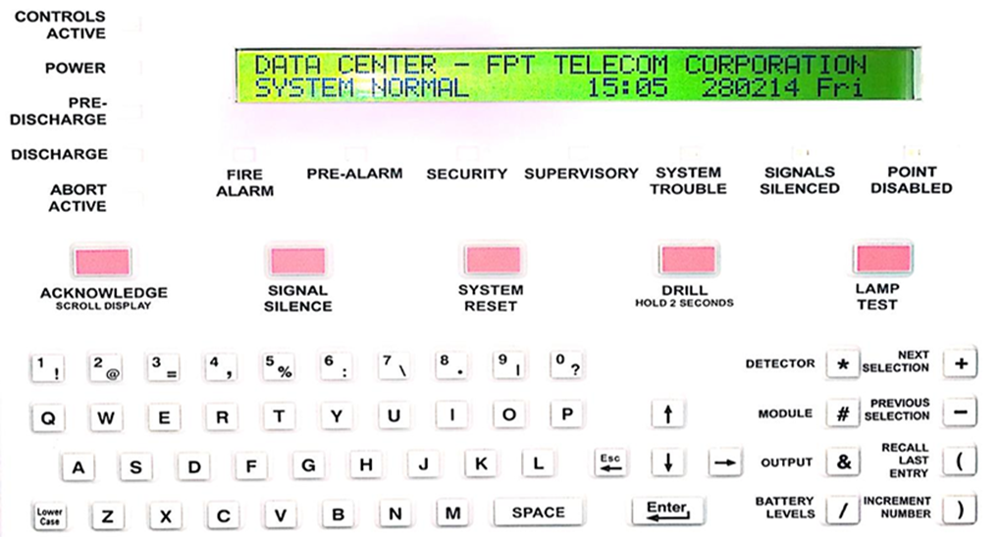 CONTROLS
ACTIVE
POWER
PRE-
DISCHARGE
DISCHARGE
ABORT
ACTIVE
DATA CENTER - FPT TELECOM CORPORATION
SYSTEM NORMAL 15:05 280214 Fri
FIRE
ALARM
PRE-ALARM
SECURITY
SUPERVISORY
SYSTEM
TROUBLE
SIGNALS
SILENCED
POINT
DISABLED
ACKNOWLEDGE
SCROLL DISPLAY
SIGNAL
SILENCE
SYSTEM
RESET
DRILL
HOLD 2 SECONDS
LAMP
TEST
1 ! 2 @ 3 = 4 , 5 % 6 : 7 \ 8 . 9 | 0 ?
DETECTOR * NEXT
SELECTION +
Q W E R T Y U I O P ↑
MODULE # PREVIOUS
SELECTION -
A S D F G H J K L Esc ← ↓ →
OUTPUT & RECALL
LAST
ENTRY (
Lower
Case Z X C V B N M SPACE Enter
BATTERY
LEVELS / INCREMENT
NUMBER )